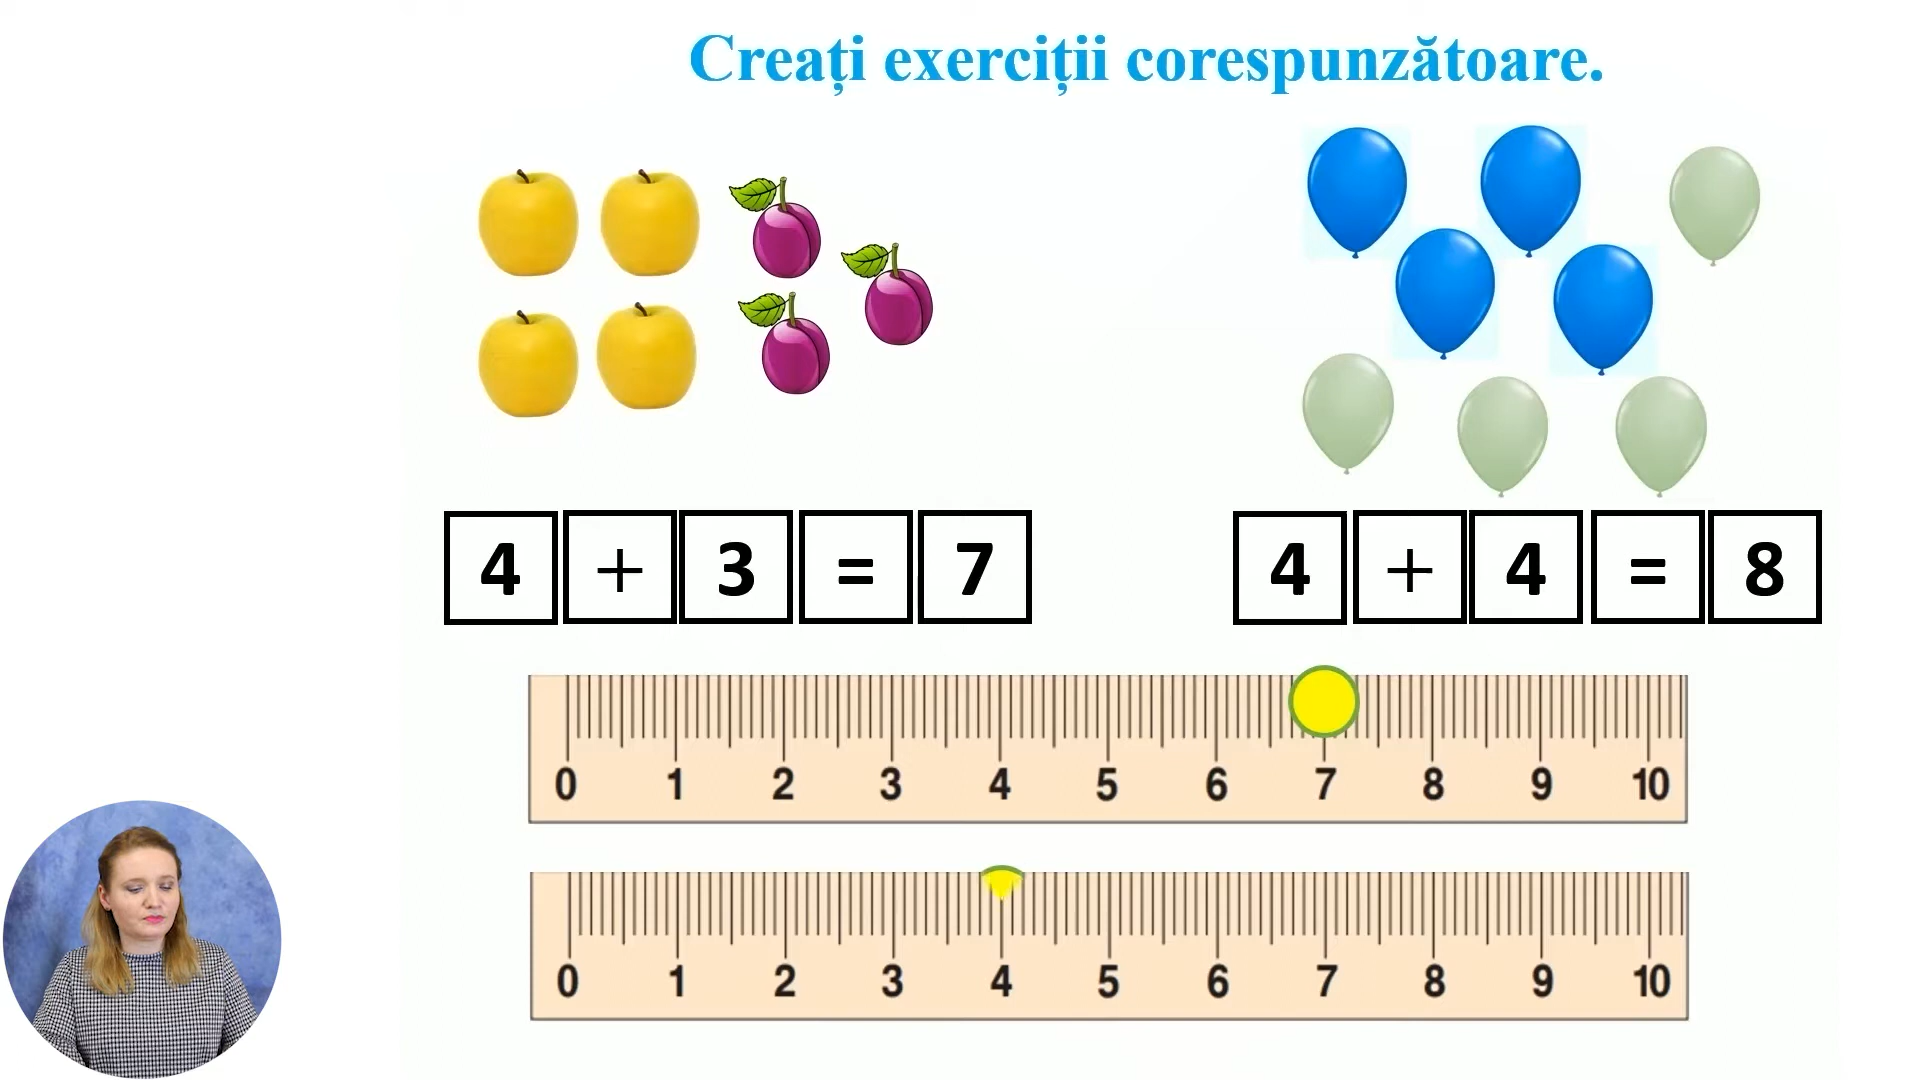 Creați exerciții corespunzătoare.
4 + 3 = 7
4 + 4 = 8
0 1 2 3 4 5 6 7 8 9 10
0 1 2 3 4 5 6 7 8 9 10